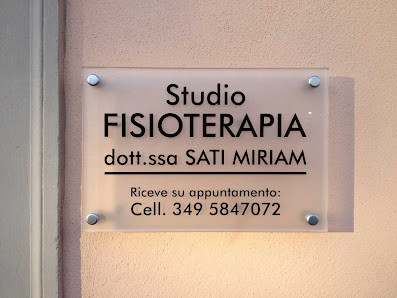 Studio
FISIOTERAPIA
dott.ssa SATI MIRIAM
Riceve su appuntamento:
Cell. 349 5847072